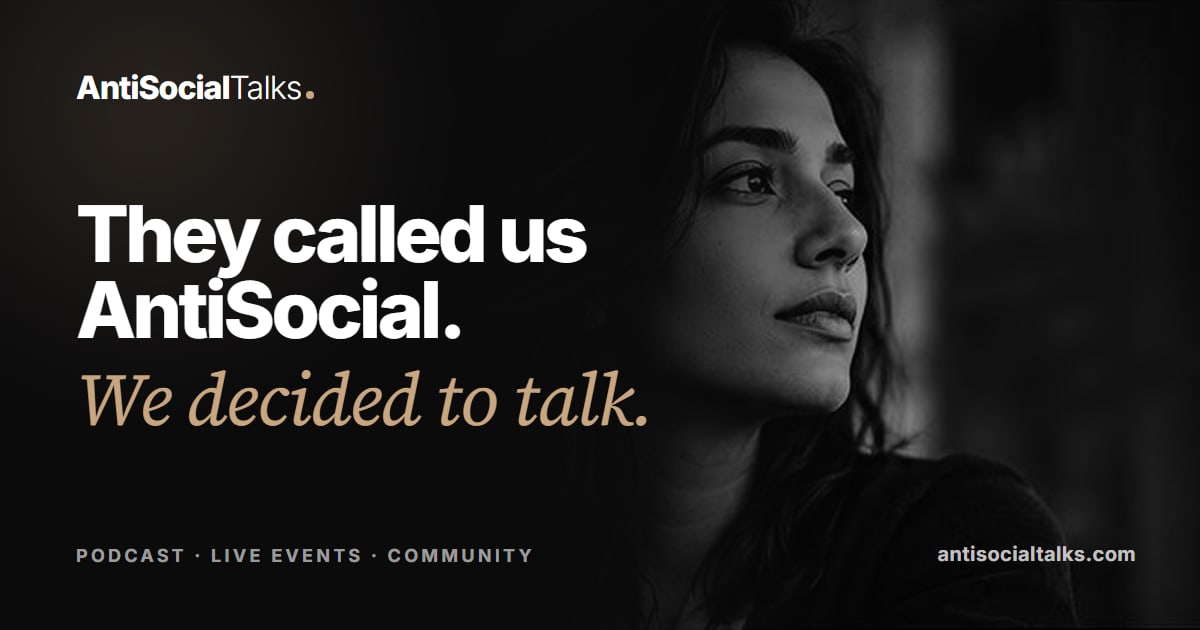 AntiSocialTalks.
They called us
AntiSocial.
We decided to talk.
PODCAST · LIVE EVENTS · COMMUNITY
antisocialtalks.com